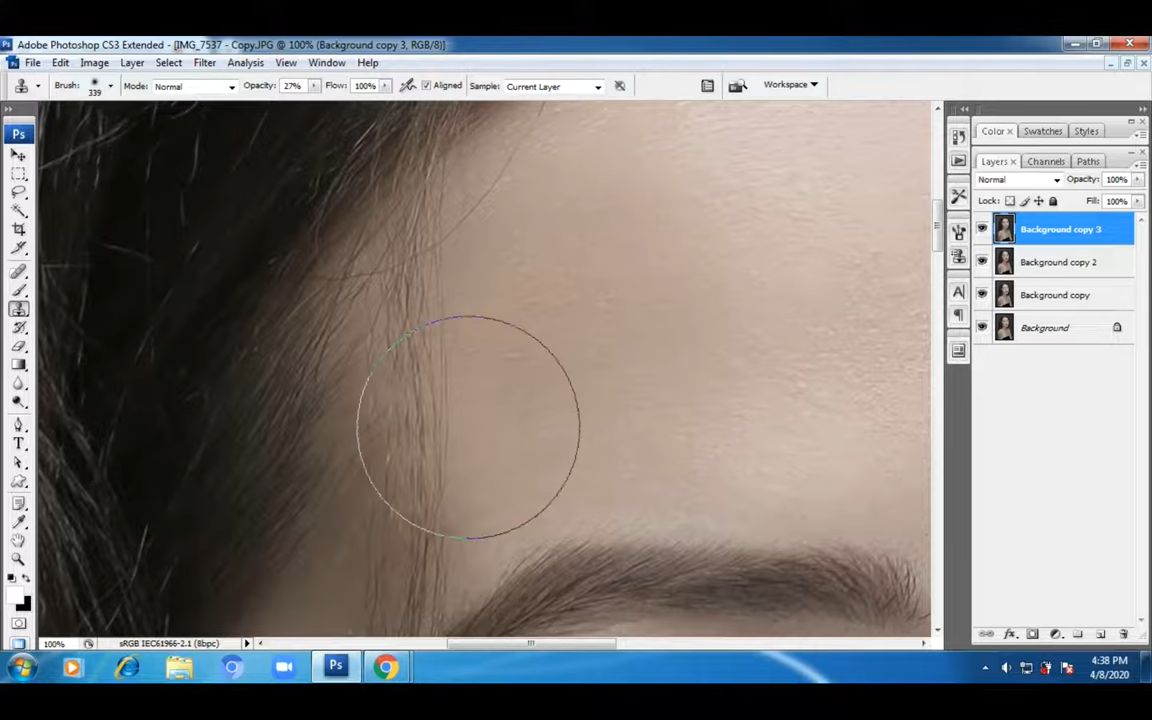 Adobe Photoshop CS3 Extended - [IMG_7537 - Copy.JPG @ 100% (Background copy 3, RGB/8)]
File Edit Image Layer Select Filter Analysis View Window Help
Brush: 339 Mode: Normal Opacity: 27% Flow: 100% Aligned Sample: Current Layer Workspace
Ps
Color × Swatches Styles
Layers × Channels Paths
Normal Opacity: 100%
Lock: Fill: 100%
Background copy 3
Background copy 2
Background copy
Background
100% sRGB IEC61966-2.1 (8bpc)
Ps
4:38 PM
4/8/2020